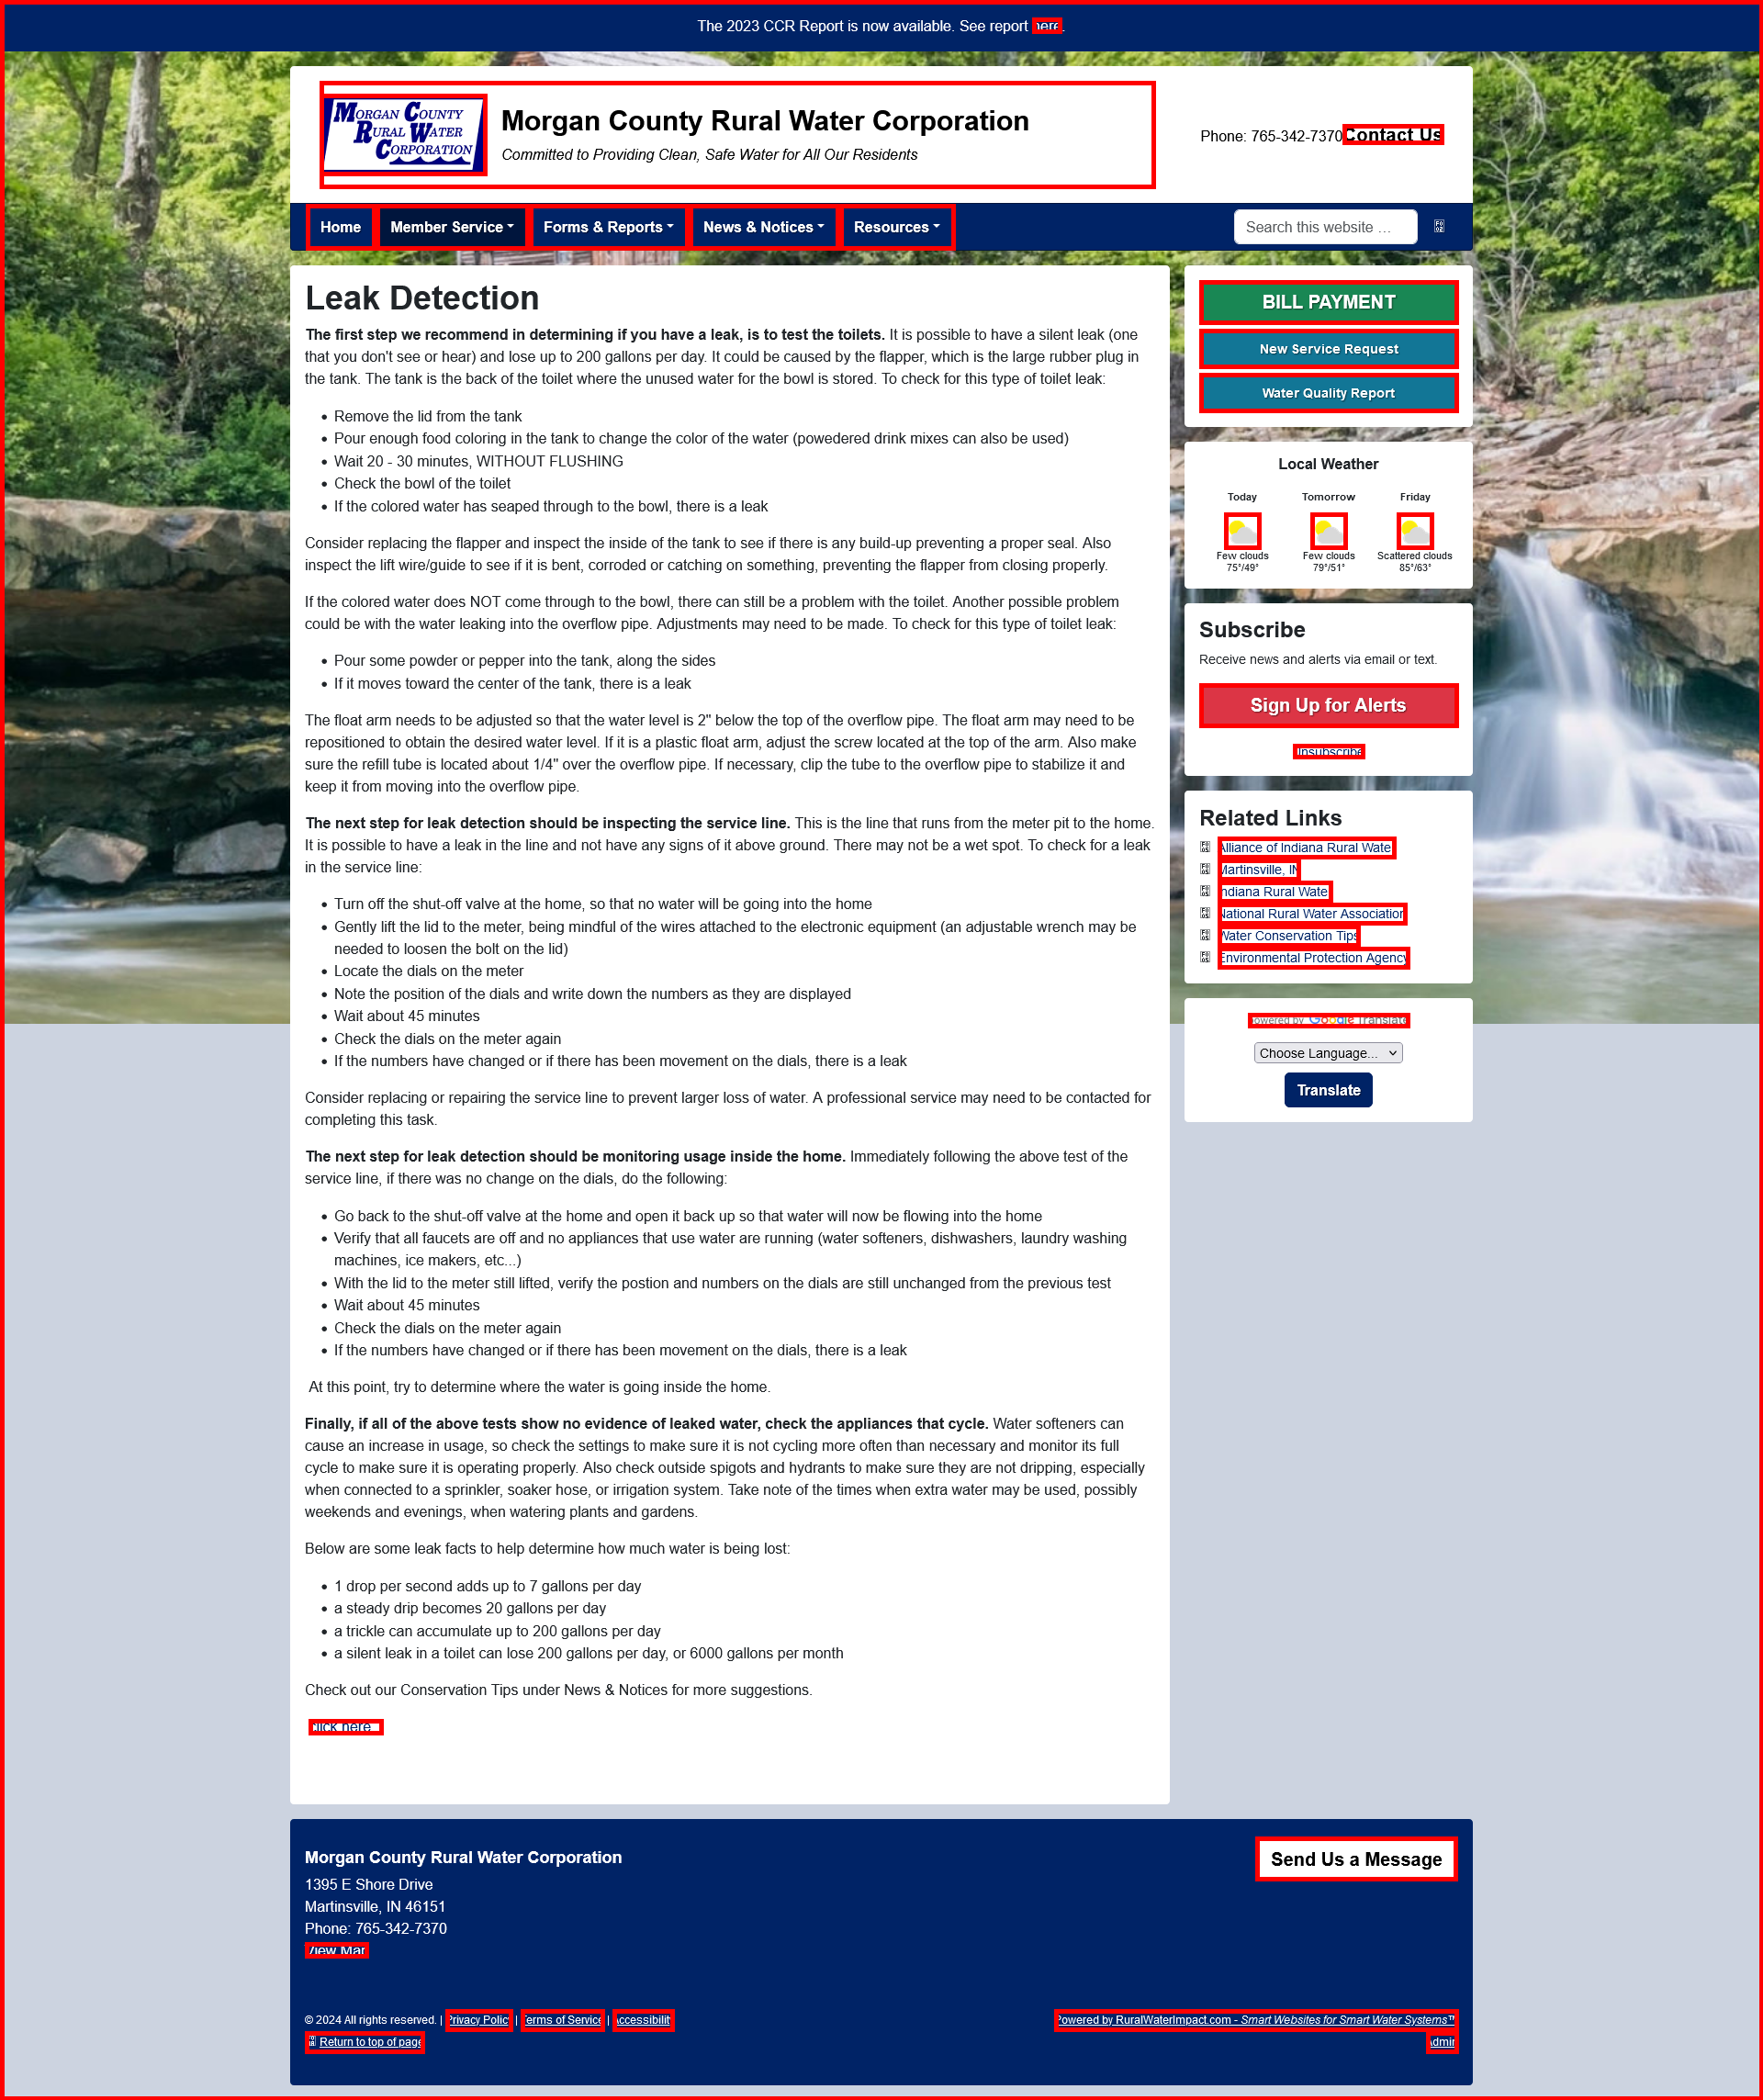 The 2023 CCR Report is now available. See report here.
MORGAN COUNTY
RURAL WATER
CORPORATION
Morgan County Rural Water Corporation
Committed to Providing Clean, Safe Water for All Our Residents
Phone: 765-342-7370
Contact Us
Home
Member Service
Forms & Reports
News & Notices
Resources
Search this website …
Leak Detection
The first step we recommend in determining if you have a leak, is to test the toilets. It is possible to have a silent leak (one
that you don't see or hear) and lose up to 200 gallons per day. It could be caused by the flapper, which is the large rubber plug in
the tank. The tank is the back of the toilet where the unused water for the bowl is stored. To check for this type of toilet leak:
• Remove the lid from the tank
• Pour enough food coloring in the tank to change the color of the water (powedered drink mixes can also be used)
• Wait 20 - 30 minutes, WITHOUT FLUSHING
• Check the bowl of the toilet
• If the colored water has seaped through to the bowl, there is a leak
Consider replacing the flapper and inspect the inside of the tank to see if there is any build-up preventing a proper seal. Also
inspect the lift wire/guide to see if it is bent, corroded or catching on something, preventing the flapper from closing properly.
If the colored water does NOT come through to the bowl, there can still be a problem with the toilet. Another possible problem
could be with the water leaking into the overflow pipe. Adjustments may need to be made. To check for this type of toilet leak:
• Pour some powder or pepper into the tank, along the sides
• If it moves toward the center of the tank, there is a leak
The float arm needs to be adjusted so that the water level is 2" below the top of the overflow pipe. The float arm may need to be
repositioned to obtain the desired water level. If it is a plastic float arm, adjust the screw located at the top of the arm. Also make
sure the refill tube is located about 1/4" over the overflow pipe. If necessary, clip the tube to the overflow pipe to stabilize it and
keep it from moving into the overflow pipe.
The next step for leak detection should be inspecting the service line. This is the line that runs from the meter pit to the home.
It is possible to have a leak in the line and not have any signs of it above ground. There may not be a wet spot. To check for a leak
in the service line:
• Turn off the shut-off valve at the home, so that no water will be going into the home
• Gently lift the lid to the meter, being mindful of the wires attached to the electronic equipment (an adjustable wrench may be
needed to loosen the bolt on the lid)
• Locate the dials on the meter
• Note the position of the dials and write down the numbers as they are displayed
• Wait about 45 minutes
• Check the dials on the meter again
• If the numbers have changed or if there has been movement on the dials, there is a leak
Consider replacing or repairing the service line to prevent larger loss of water. A professional service may need to be contacted for
completing this task.
The next step for leak detection should be monitoring usage inside the home. Immediately following the above test of the
service line, if there was no change on the dials, do the following:
• Go back to the shut-off valve at the home and open it back up so that water will now be flowing into the home
• Verify that all faucets are off and no appliances that use water are running (water softeners, dishwashers, laundry washing
machines, ice makers, etc...)
• With the lid to the meter still lifted, verify the postion and numbers on the dials are still unchanged from the previous test
• Wait about 45 minutes
• Check the dials on the meter again
• If the numbers have changed or if there has been movement on the dials, there is a leak
At this point, try to determine where the water is going inside the home.
Finally, if all of the above tests show no evidence of leaked water, check the appliances that cycle. Water softeners can
cause an increase in usage, so check the settings to make sure it is not cycling more often than necessary and monitor its full
cycle to make sure it is operating properly. Also check outside spigots and hydrants to make sure they are not dripping, especially
when connected to a sprinkler, soaker hose, or irrigation system. Take note of the times when extra water may be used, possibly
weekends and evenings, when watering plants and gardens.
Below are some leak facts to help determine how much water is being lost:
• 1 drop per second adds up to 7 gallons per day
• a steady drip becomes 20 gallons per day
• a trickle can accumulate up to 200 gallons per day
• a silent leak in a toilet can lose 200 gallons per day, or 6000 gallons per month
Check out our Conservation Tips under News & Notices for more suggestions.
click here
BILL PAYMENT
New Service Request
Water Quality Report
Local Weather
Today
Few clouds
75°/49°
Tomorrow
Few clouds
79°/51°
Friday
Scattered clouds
85°/63°
Subscribe
Receive news and alerts via email or text.
Sign Up for Alerts
Unsubscribe
Related Links
Alliance of Indiana Rural Water
Martinsville, IN
Indiana Rural Water
National Rural Water Association
Water Conservation Tips
Environmental Protection Agency
Powered by Google Translate
Choose Language...
Translate
Morgan County Rural Water Corporation
1395 E Shore Drive
Martinsville, IN 46151
Phone: 765-342-7370
View Map
Send Us a Message
© 2024 All rights reserved. | Privacy Policy | Terms of Service | Accessibility
Return to top of page
Powered by RuralWaterImpact.com - Smart Websites for Smart Water Systems™
Admin